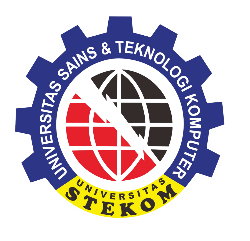 UNIVERSITAS SAINS & TEKNOLOGI KOMPUTER
UNIVERSITAS
STEKOM